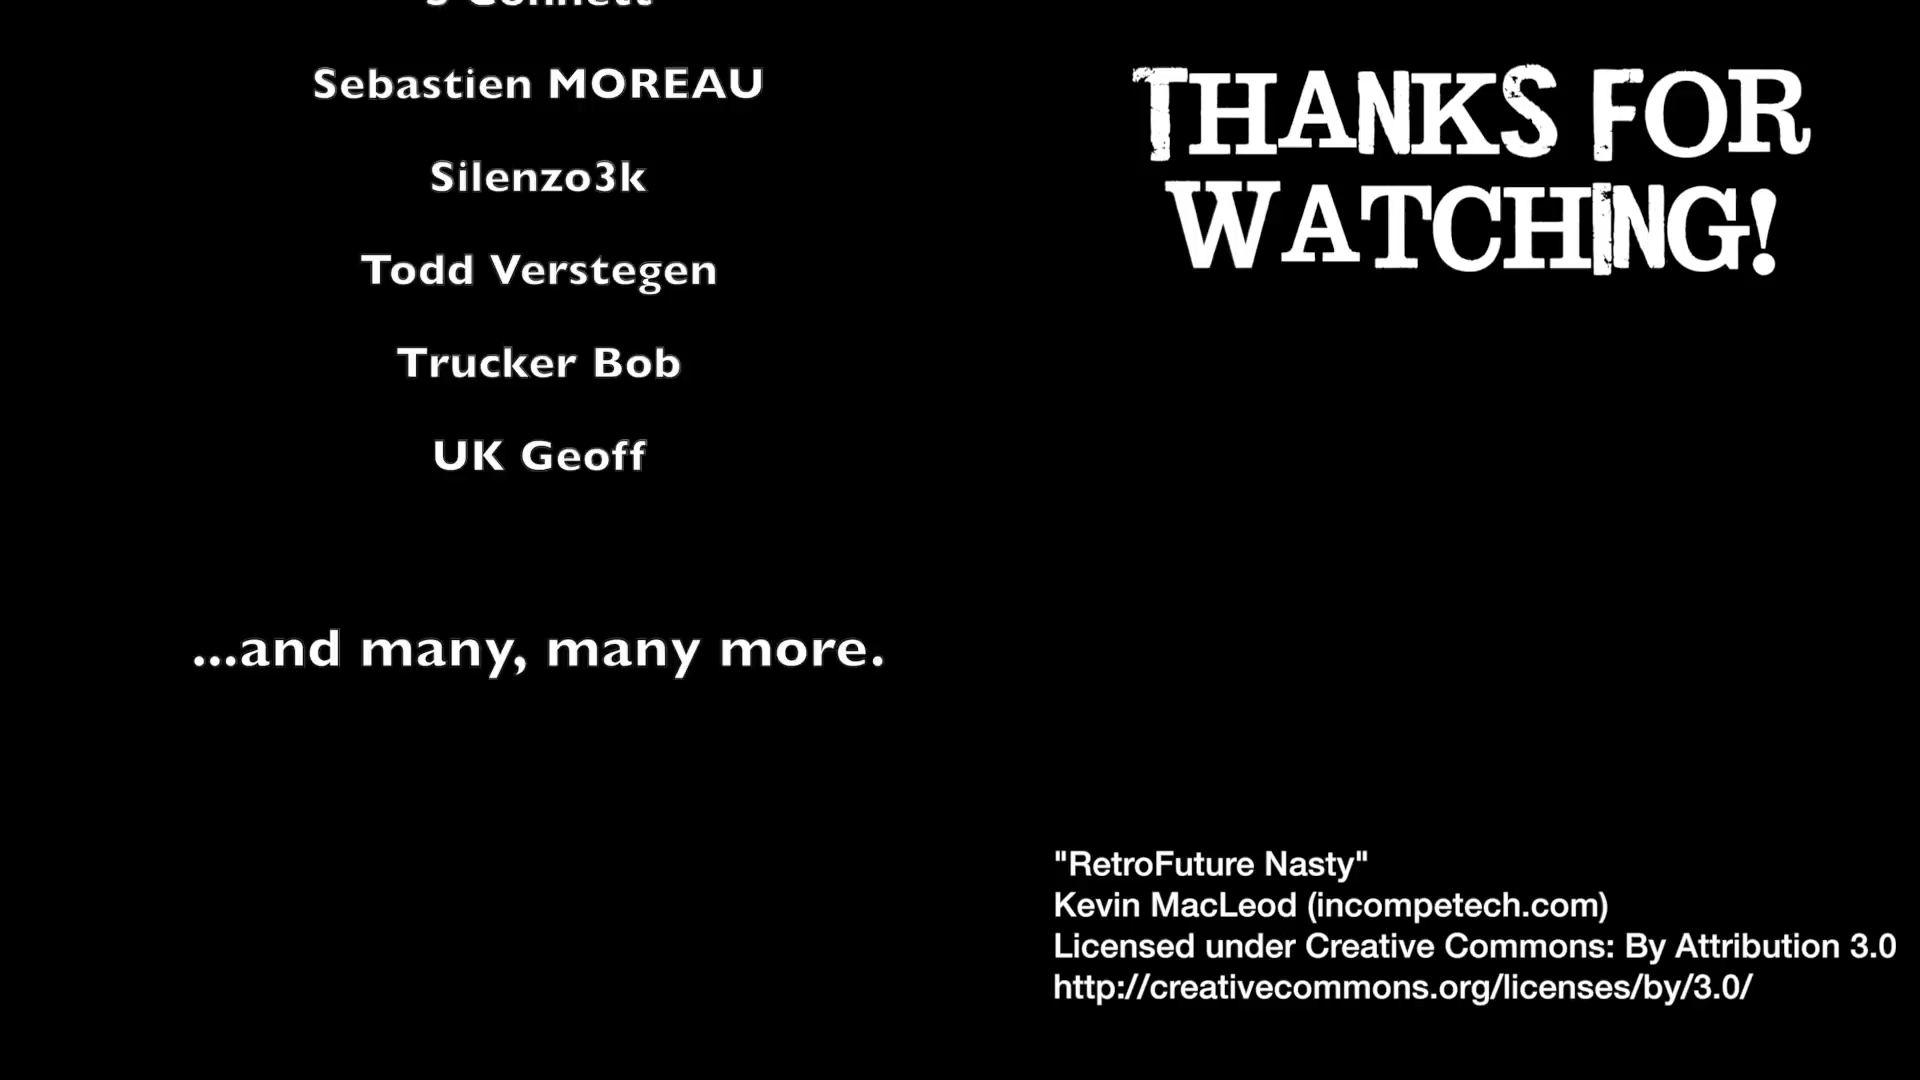 Sebastien MOREAU
Silenzo3k
Todd Verstegen
Trucker Bob
UK Geoff
...and many, many more.
THANKS FOR
WATCHING!
"RetroFuture Nasty"
Kevin MacLeod (incompetech.com)
Licensed under Creative Commons: By Attribution 3.0
http://creativecommons.org/licenses/by/3.0/